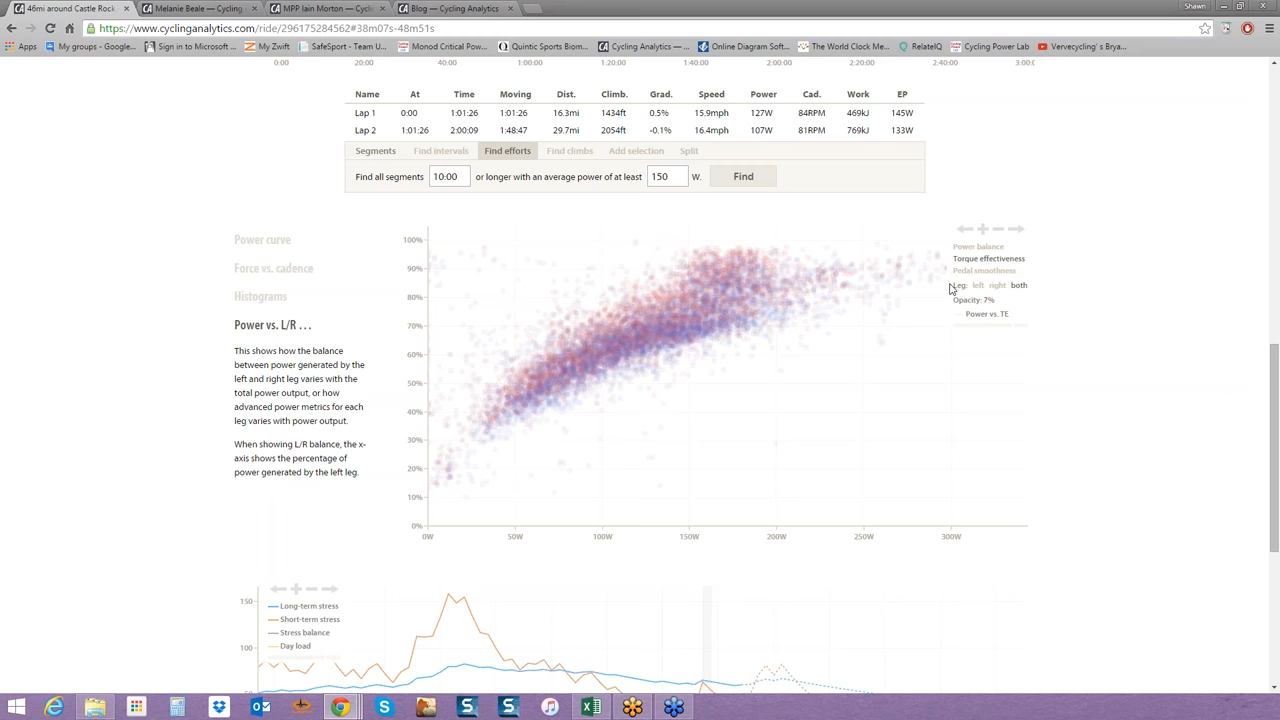 46mi around Castle Rock
Melanie Beale — Cycling
MPP Iain Morton — Cyclin
Blog — Cycling Analytics
Shawn
https://www.cyclinganalytics.com/ride/296175284562#38m07s-48m51s
Apps
My groups - Google...
Sign in to Microsoft ...
My Zwift
SafeSport - Team U...
Monod Critical Pow...
Quintic Sports Biom...
Cycling Analytics —...
Online Diagram Soft...
The World Clock Me...
RelateIQ
Cycling Power Lab
Vervecycling' s Brya...
0:00 20:00 40:00 1:00:00 1:20:00 1:40:00 2:00:00 2:20:00 2:40:00 3:00:
Name At Time Moving Dist. Climb. Grad. Speed Power Cad. Work EP
Lap 1 0:00 1:01:26 1:01:26 16.3mi 1434ft 0.5% 15.9mph 127W 84RPM 469kJ 145W
Lap 2 1:01:26 2:00:09 1:48:47 29.7mi 2054ft -0.1% 16.4mph 107W 81RPM 769kJ 133W
Segments Find intervals Find efforts Find climbs Add selection Split
Find all segments 10:00 or longer with an average power of at least 150 W. Find
Power curve
Force vs. cadence
Histograms
Power vs. L/R ...
This shows how the balance
between power generated by the
left and right leg varies with the
total power output, or how
advanced power metrics for each
leg varies with power output.
When showing L/R balance, the x-
axis shows the percentage of
power generated by the left leg.
100%
90%
80%
70%
60%
50%
40%
30%
20%
10%
0%
0W 50W 100W 150W 200W 250W 300W
Power balance
Torque effectiveness
Pedal smoothness
Leg: left right both
Opacity: 7%
Power vs. TE
150
100
Long-term stress
Short-term stress
Stress balance
Day load